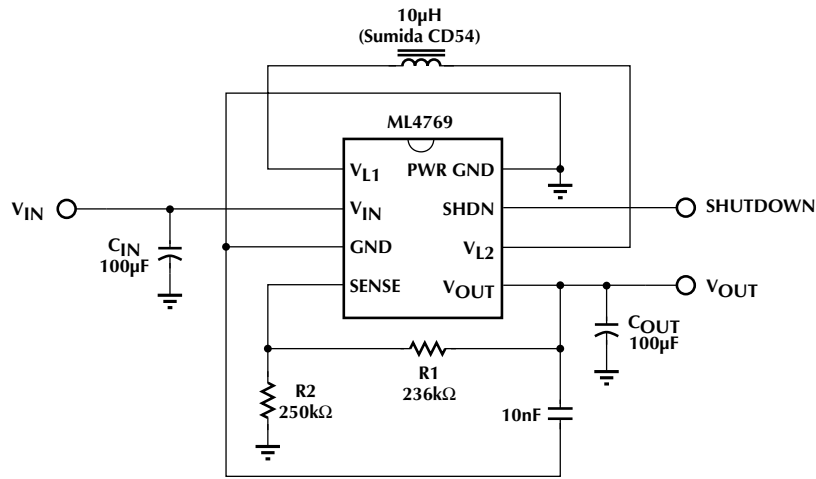 10µH
(Sumida CD54)
ML4769
VL1
PWR GND
VIN
VIN
SHDN
SHUTDOWN
CIN
100µF
GND
VL2
SENSE
VOUT
VOUT
COUT
100µF
R1
236kΩ
R2
250kΩ
10nF